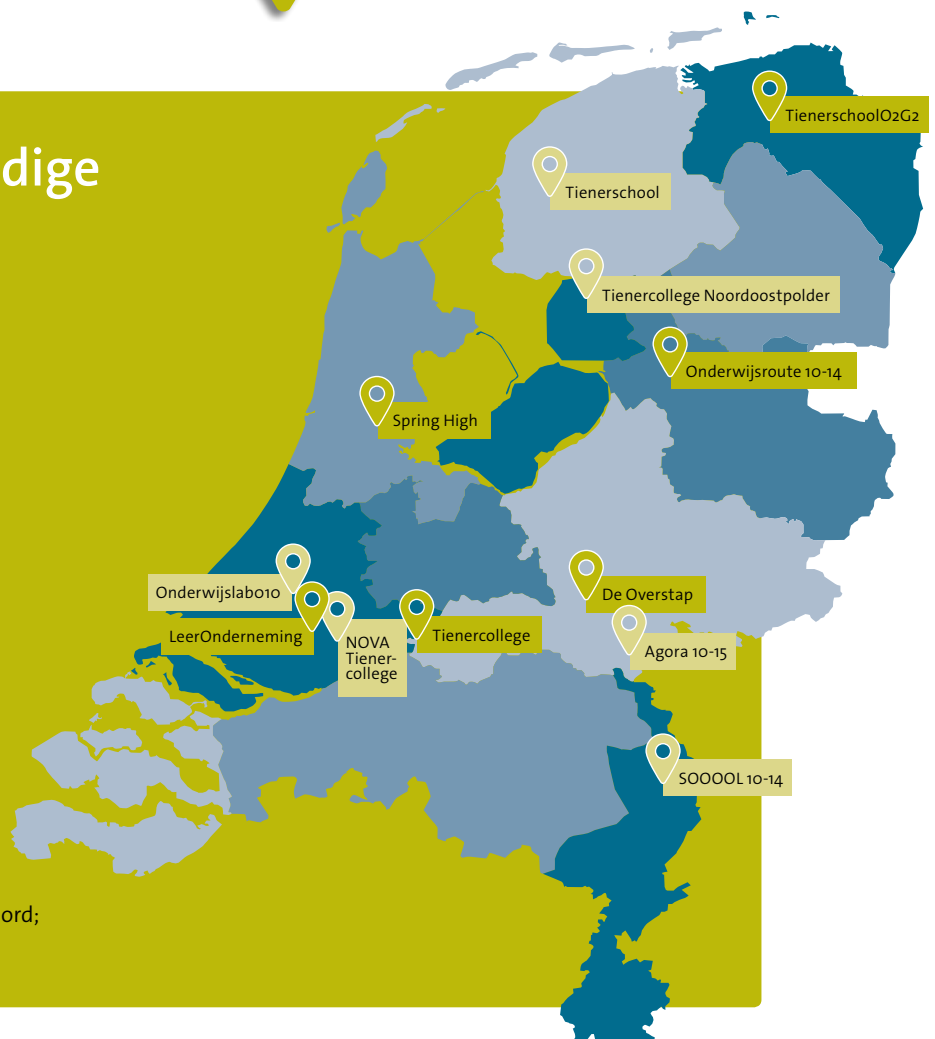 dige
TienerschoolO2G2
Tienerschool
Tienercollege Noordoostpolder
Onderwijsroute 10-14
Spring High
Onderwijslab010
De Overstap
LeerOnderneming
NOVA
Tiener-
college
Tienercollege
Agora 10-15
SOOOOL 10-14
ord;